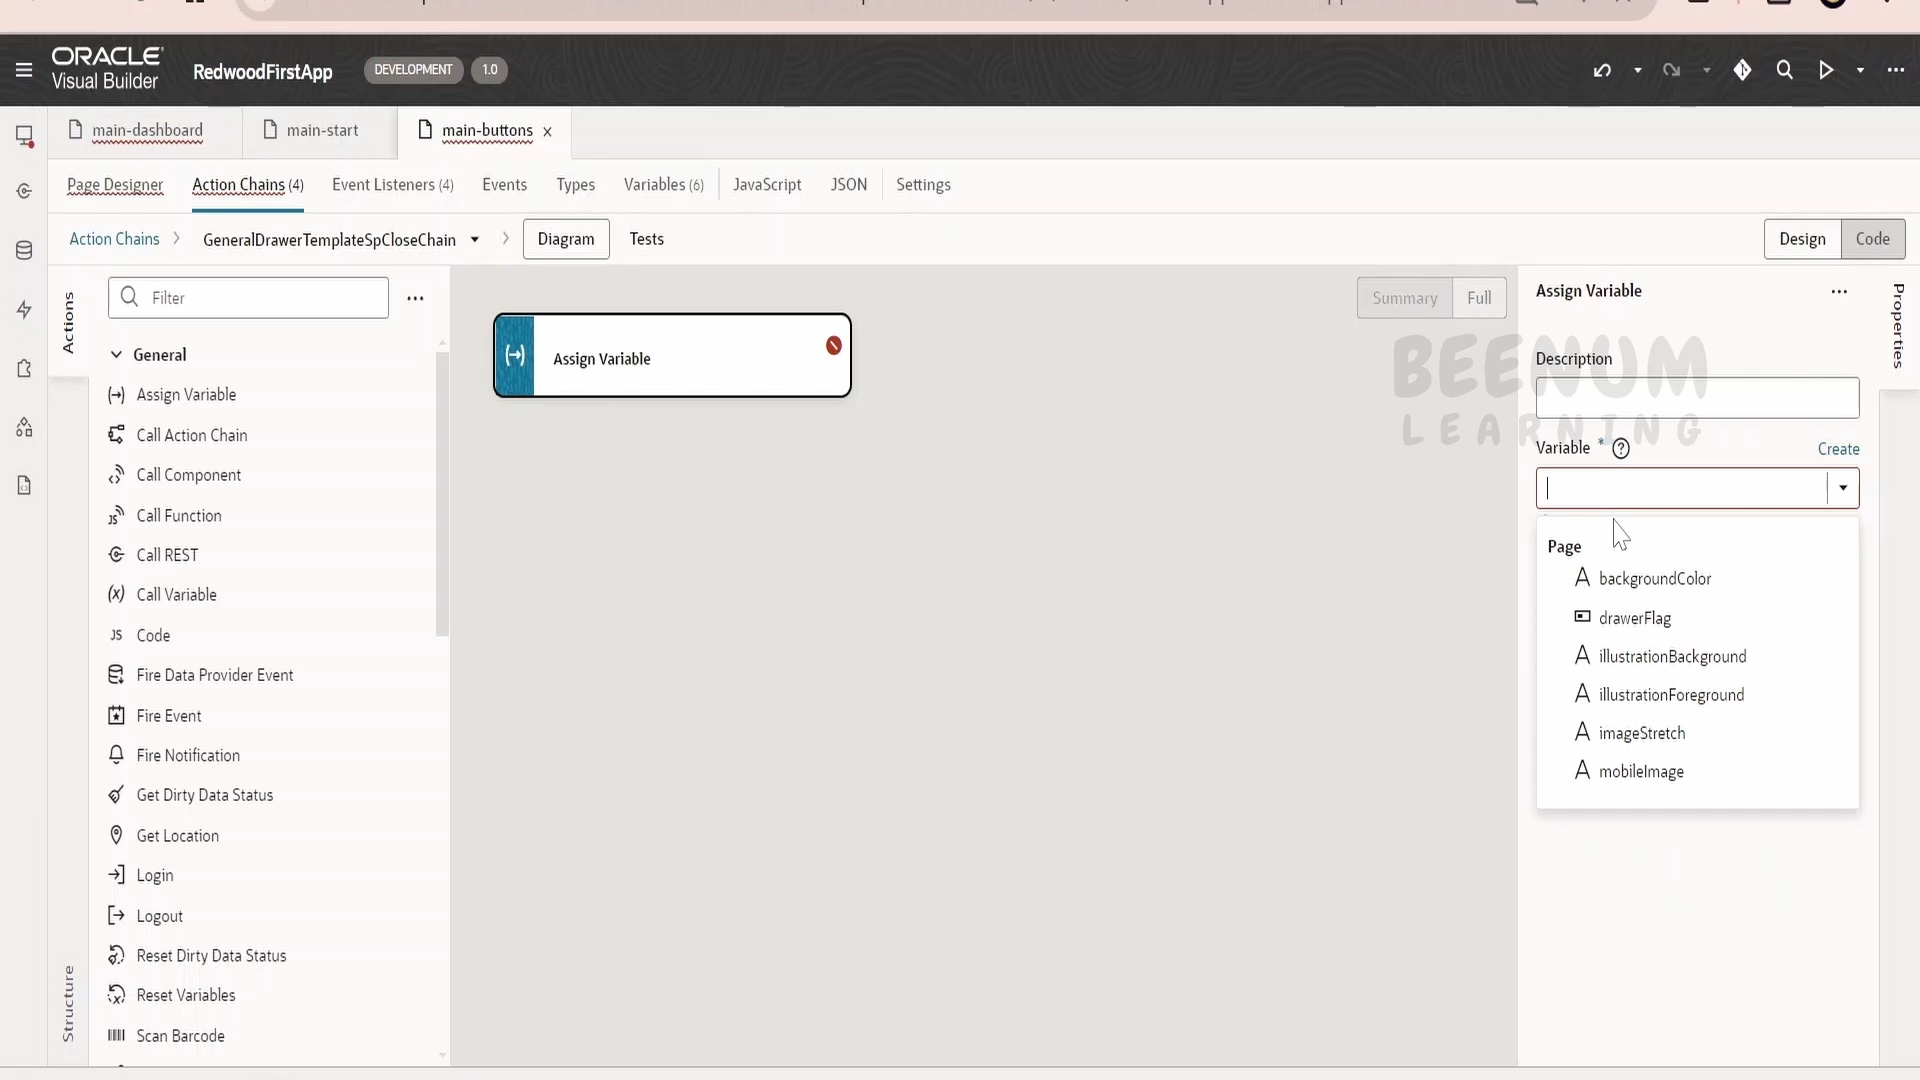 ORACLE
Visual Builder
RedwoodFirstApp
DEVELOPMENT
1.0
main-dashboard
main-start
main-buttons
Page Designer
Action Chains (4)
Event Listeners (4)
Events
Types
Variables (6)
JavaScript
JSON
Settings
Action Chains
GeneralDrawerTemplateSpCloseChain
Diagram
Tests
Design
Code
Actions
Filter
General
Assign Variable
Call Action Chain
Call Component
Call Function
Call REST
Call Variable
JS Code
Fire Data Provider Event
Fire Event
Fire Notification
Get Dirty Data Status
Get Location
Login
Logout
Reset Dirty Data Status
Reset Variables
Scan Barcode
Structure
Assign Variable
Summary
Full
Assign Variable
Properties
BEENUM
LEARNING
Description
Variable *
Create
Page
backgroundColor
drawerFlag
illustrationBackground
illustrationForeground
imageStretch
mobileImage